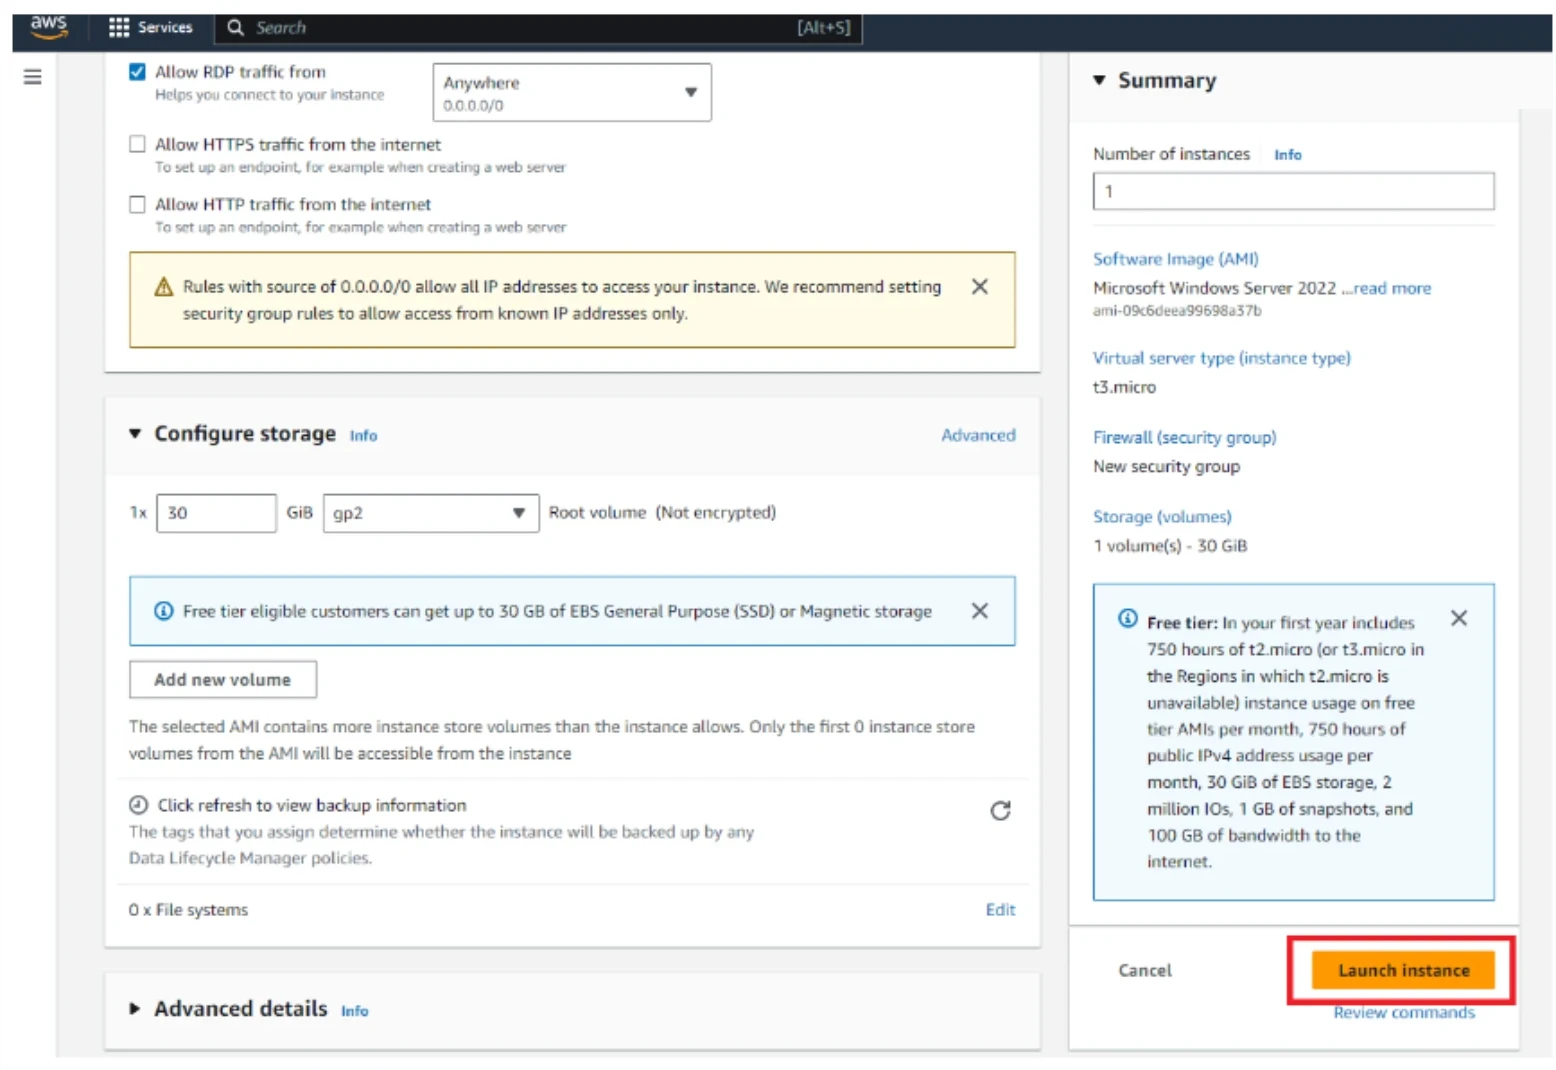 aws
Services
Search
[Alt+S]
Allow RDP traffic from
Helps you connect to your instance
Anywhere
0.0.0.0/0
Allow HTTPS traffic from the internet
To set up an endpoint, for example when creating a web server
Allow HTTP traffic from the internet
To set up an endpoint, for example when creating a web server
Rules with source of 0.0.0.0/0 allow all IP addresses to access your instance. We recommend setting
security group rules to allow access from known IP addresses only.
Configure storage Info
Advanced
1x 30 GiB gp2 Root volume (Not encrypted)
Free tier eligible customers can get up to 30 GB of EBS General Purpose (SSD) or Magnetic storage
Add new volume
The selected AMI contains more instance store volumes than the instance allows. Only the first 0 instance store
volumes from the AMI will be accessible from the instance
Click refresh to view backup information
The tags that you assign determine whether the instance will be backed up by any
Data Lifecycle Manager policies.
0 x File systems
Edit
Advanced details Info
Summary
Number of instances Info
1
Software Image (AMI)
Microsoft Windows Server 2022 ...read more
ami-09c6deea99698a37b
Virtual server type (instance type)
t3.micro
Firewall (security group)
New security group
Storage (volumes)
1 volume(s) - 30 GiB
Free tier: In your first year includes
750 hours of t2.micro (or t3.micro in
the Regions in which t2.micro is
unavailable) instance usage on free
tier AMIs per month, 750 hours of
public IPv4 address usage per
month, 30 GiB of EBS storage, 2
million IOs, 1 GB of snapshots, and
100 GB of bandwidth to the
internet.
Cancel
Launch instance
Review commands